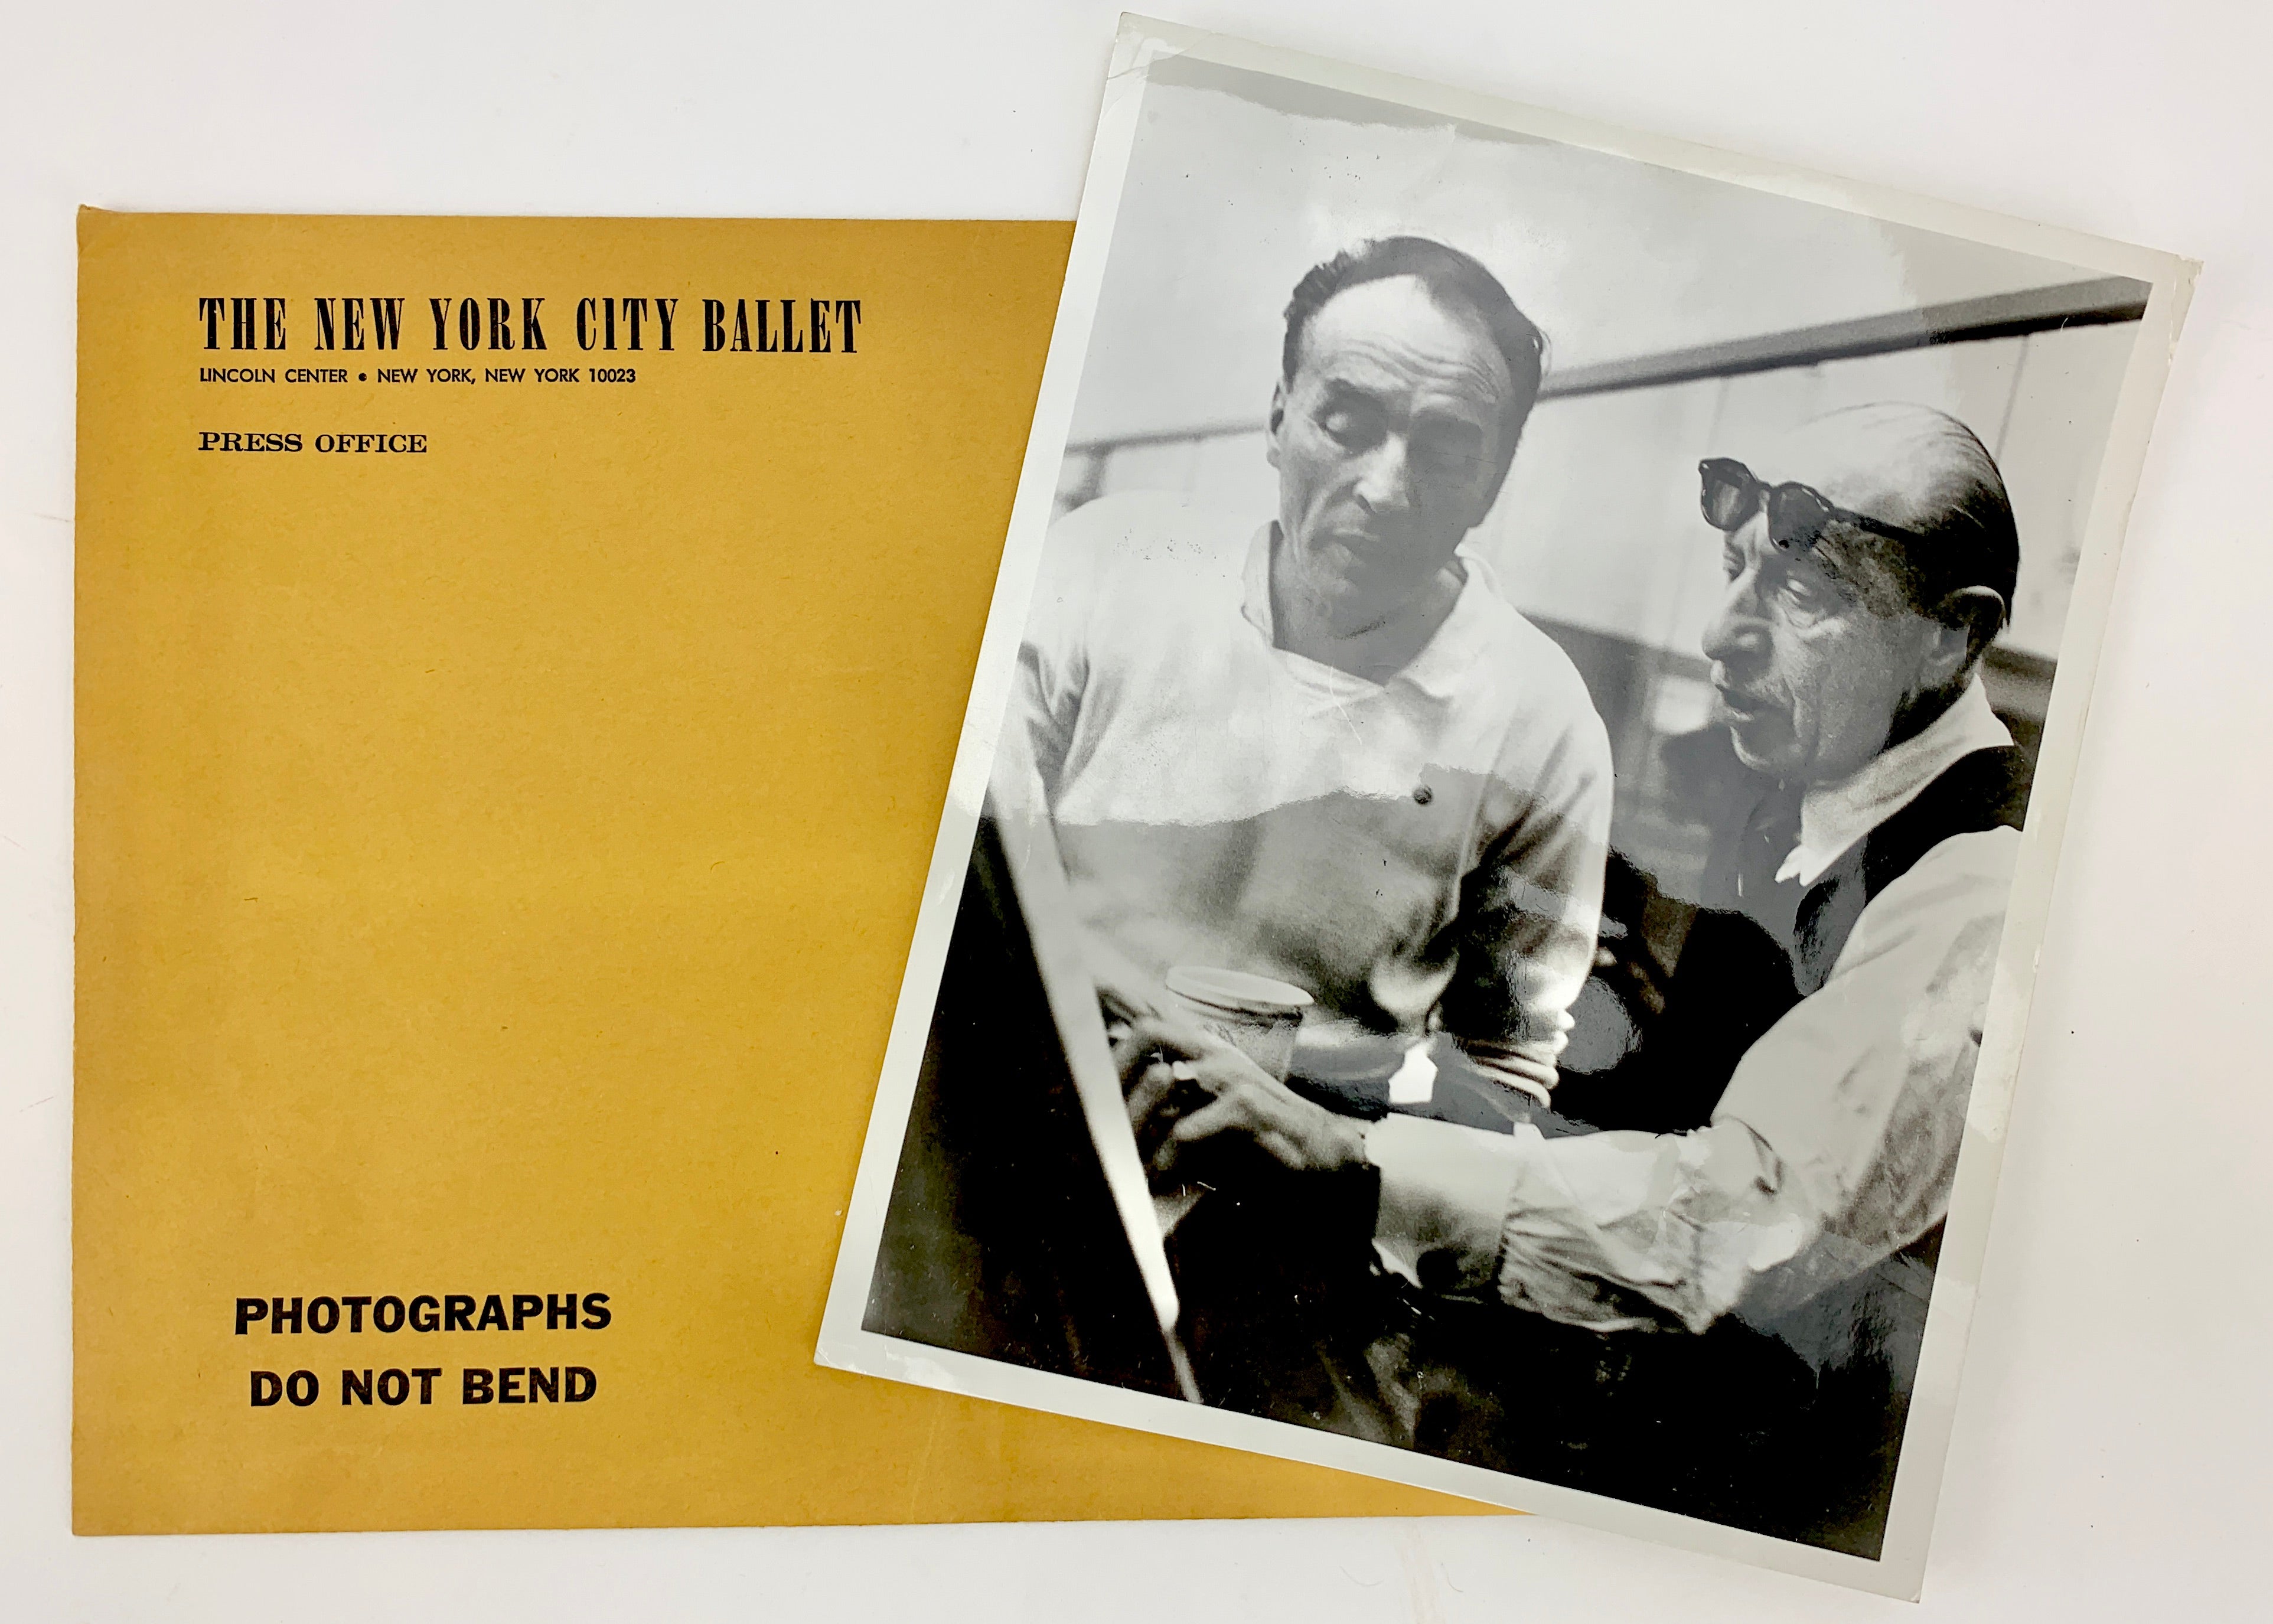 THE NEW YORK CITY BALLET
LINCOLN CENTER • NEW YORK, NEW YORK 10023
PRESS OFFICE
PHOTOGRAPHS
DO NOT BEND